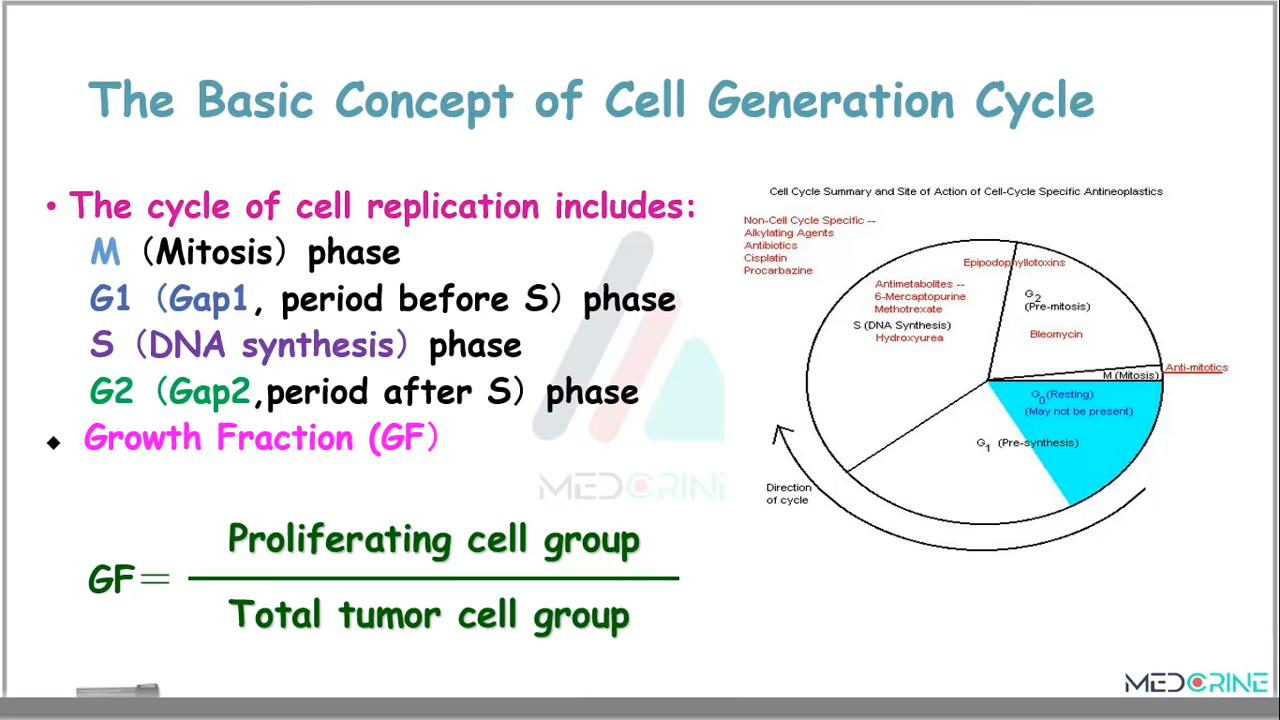 The Basic Concept of Cell Generation Cycle
• The cycle of cell replication includes:
M（Mitosis）phase
G1（Gap1, period before S）phase
S（DNA synthesis）phase
G2（Gap2,period after S）phase
◆ Growth Fraction (GF）
GF＝
Proliferating cell group
Total tumor cell group
Cell Cycle Summary and Site of Action of Cell-Cycle Specific Antineoplastics
Non-Cell Cycle Specific --
Alkylating Agents
Antibiotics
Cisplatin
Procarbazine
Epipodophyllotoxins
Antimetabolites --
6-Mercaptopurine
Methotrexate
S (DNA Synthesis)
Hydroxyurea
G2
(Pre-mitosis)
Bleomycin
Anti-mitotics
M (Mitosis)
G0 (Resting)
(May not be present)
G1 (Pre-synthesis)
Direction
of cycle
MEDCRINE
MEDCRINE